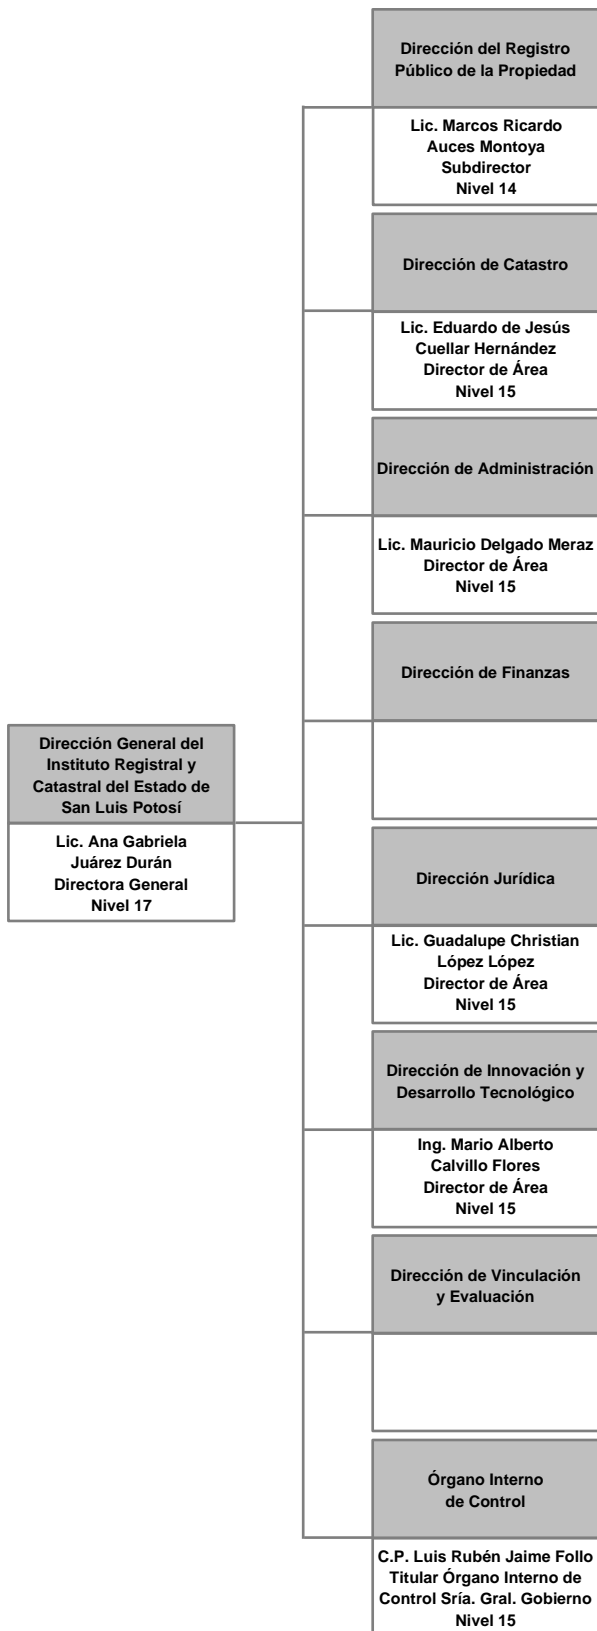 Dirección del Registro
Público de la Propiedad
Lic. Marcos Ricardo
Auces Montoya
Subdirector
Nivel 14
Dirección de Catastro
Lic. Eduardo de Jesús
Cuellar Hernández
Director de Área
Nivel 15
Dirección de Administración
Lic. Mauricio Delgado Meraz
Director de Área
Nivel 15
Dirección de Finanzas
Dirección General del
Instituto Registral y
Catastral del Estado de
San Luis Potosí
Lic. Ana Gabriela
Juárez Durán
Directora General
Nivel 17
Dirección Jurídica
Lic. Guadalupe Christian
López López
Director de Área
Nivel 15
Dirección de Innovación y
Desarrollo Tecnológico
Ing. Mario Alberto
Calvillo Flores
Director de Área
Nivel 15
Dirección de Vinculación
y Evaluación
Órgano Interno
de Control
C.P. Luis Rubén Jaime Follo
Titular Órgano Interno de
Control Sría. Gral. Gobierno
Nivel 15